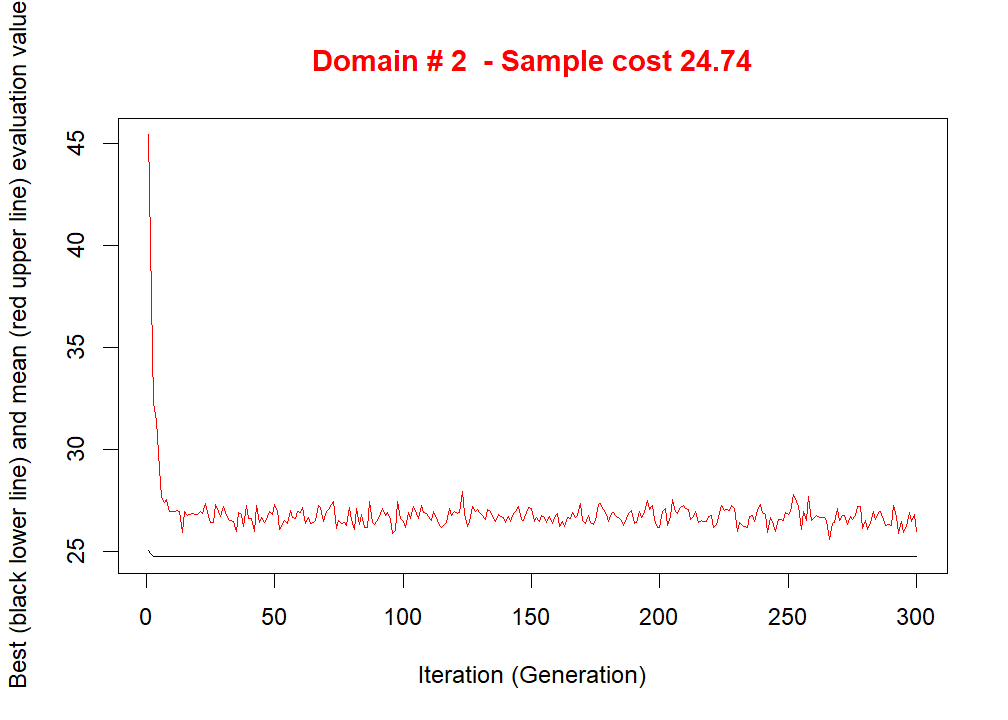 Domain # 2  - Sample cost 24.74
Best (black lower line) and mean (red upper line) evaluation value
45
40
35
30
25
0 50 100 150 200 250 300
Iteration (Generation)